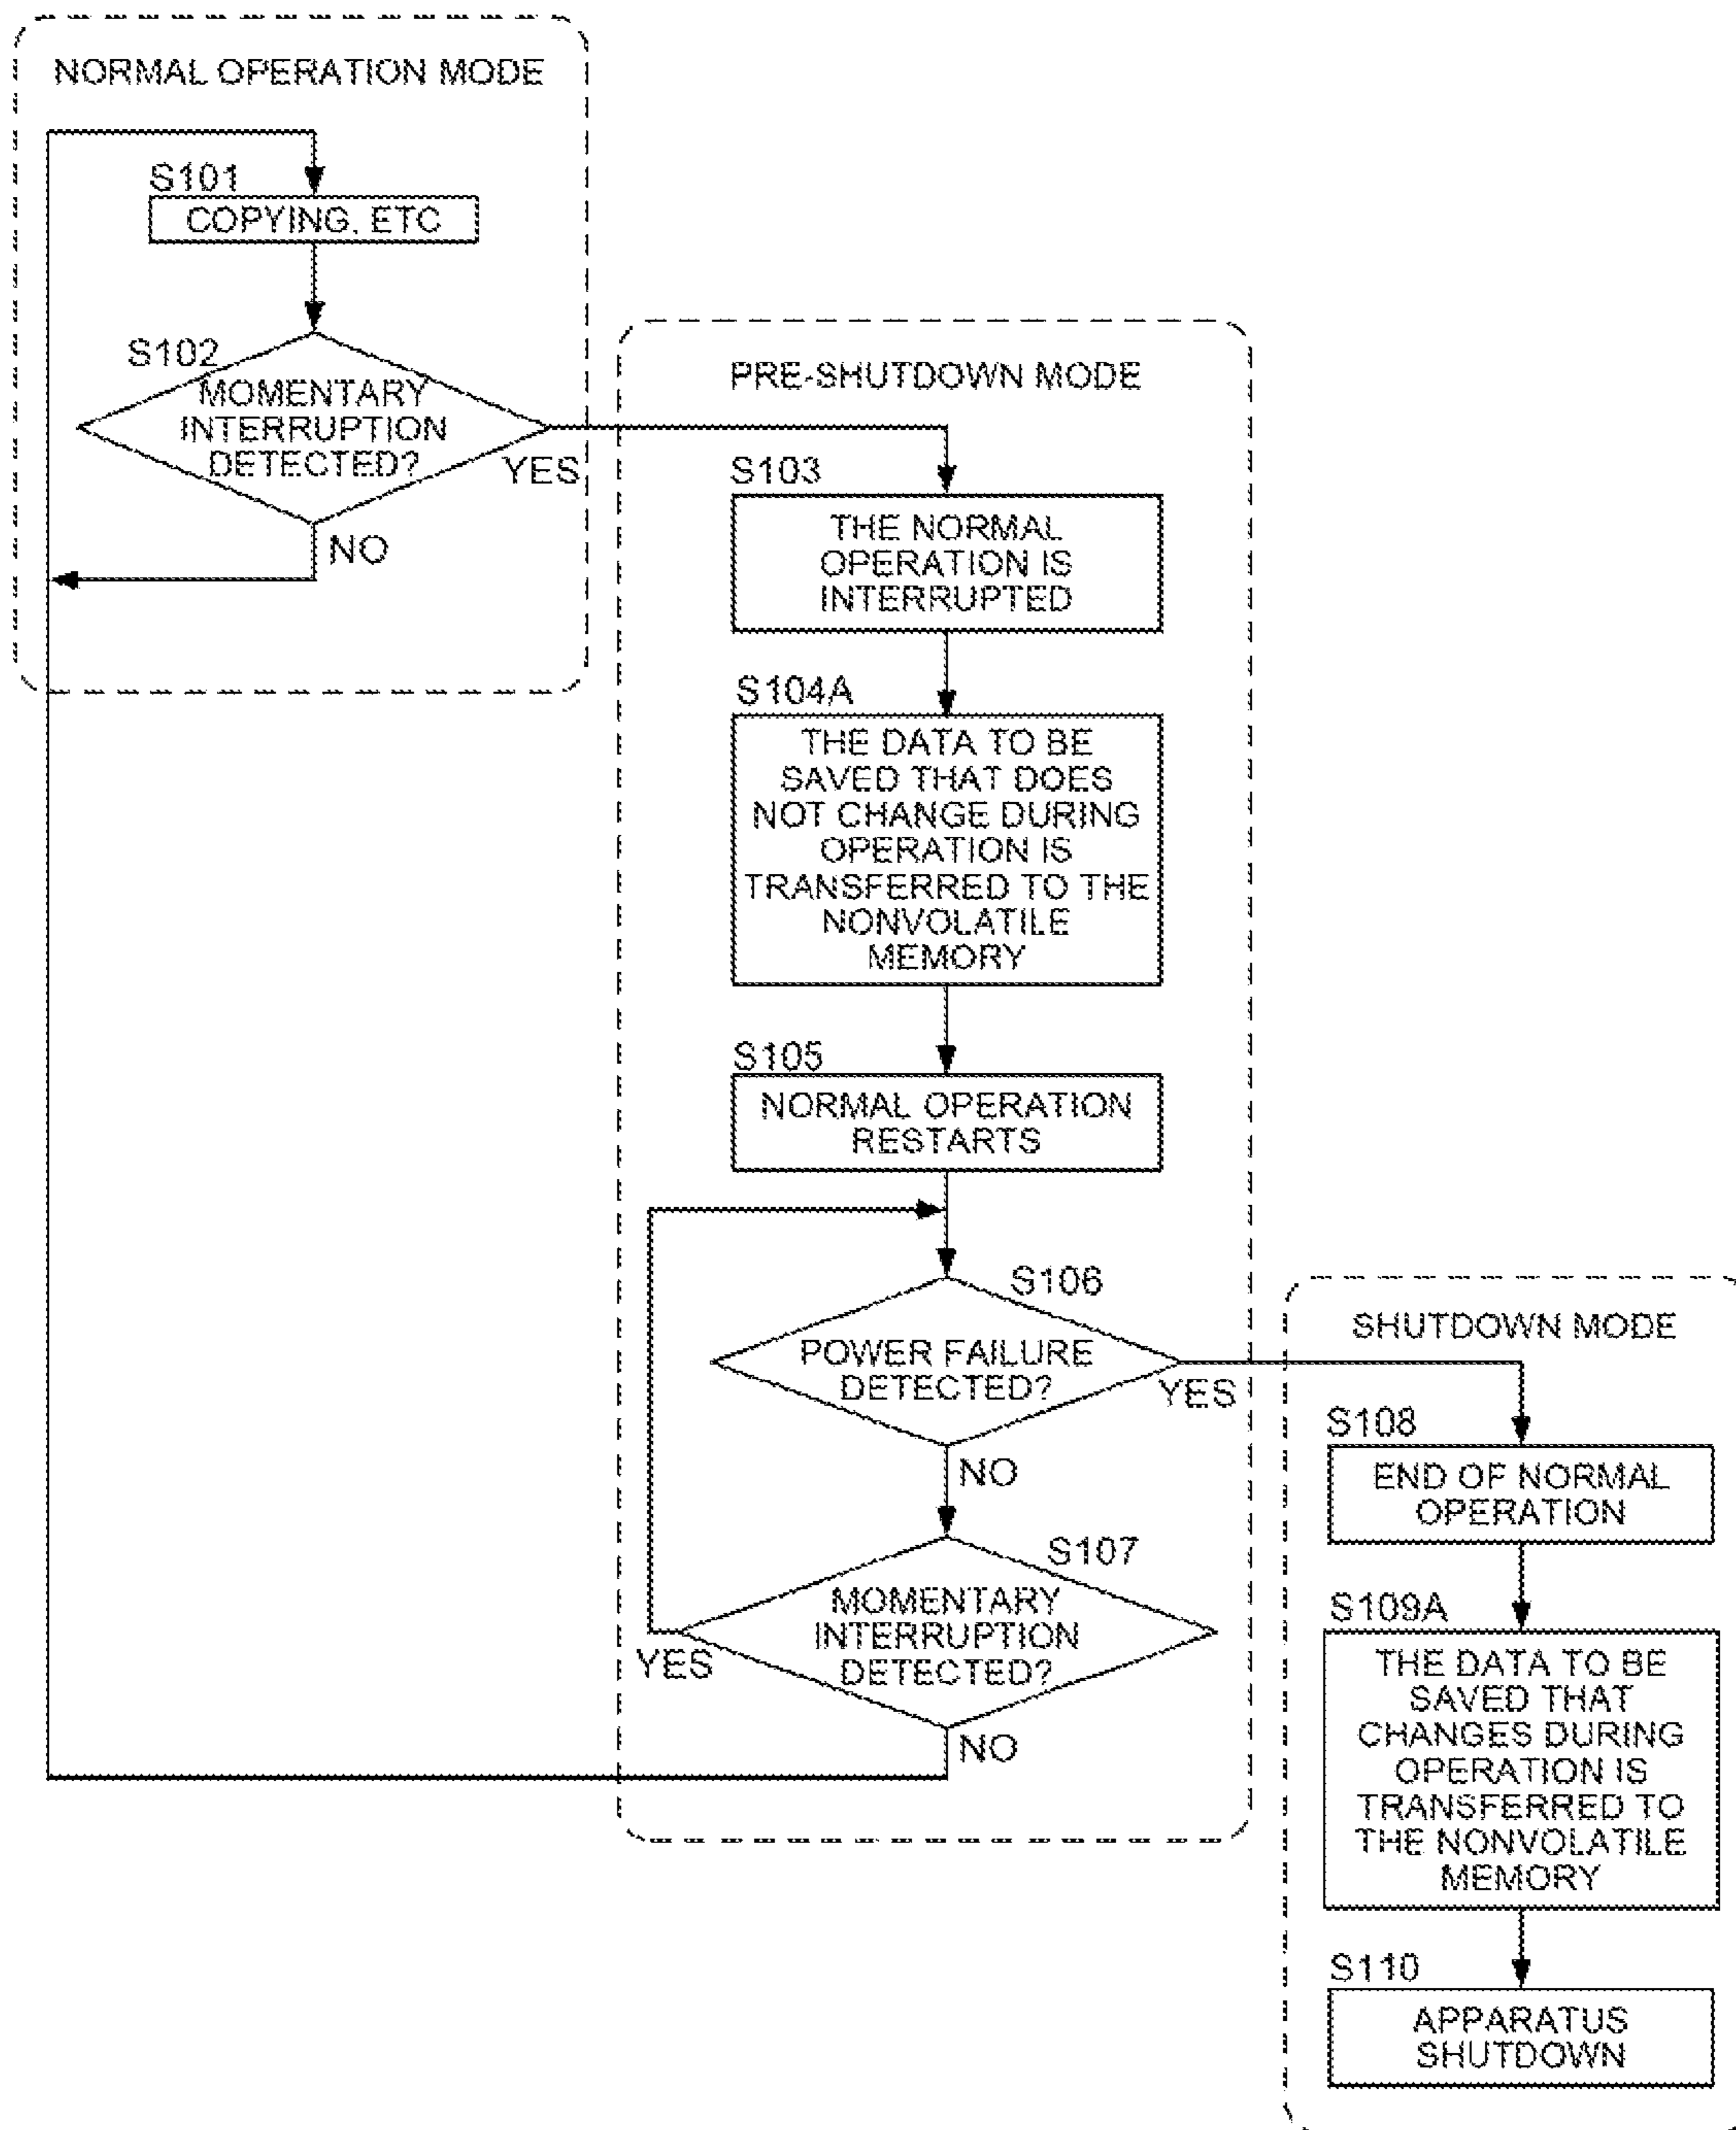 NORMAL OPERATION MODE
S101
COPYING, ETC
S102
MOMENTARY
INTERRUPTION
DETECTED?
YES
NO
PRE-SHUTDOWN MODE
S103
THE NORMAL
OPERATION IS
INTERRUPTED
S104A
THE DATA TO BE
SAVED THAT DOES
NOT CHANGE DURING
OPERATION IS
TRANSFERRED TO THE
NONVOLATILE
MEMORY
S105
NORMAL OPERATION
RESTARTS
S106
POWER FAILURE
DETECTED?
YES
NO
S107
MOMENTARY
INTERRUPTION
DETECTED?
YES
NO
SHUTDOWN MODE
S108
END OF NORMAL
OPERATION
S109A
THE DATA TO BE
SAVED THAT
CHANGES DURING
OPERATION IS
TRANSFERRED TO
THE NONVOLATILE
MEMORY
S110
APPARATUS
SHUTDOWN